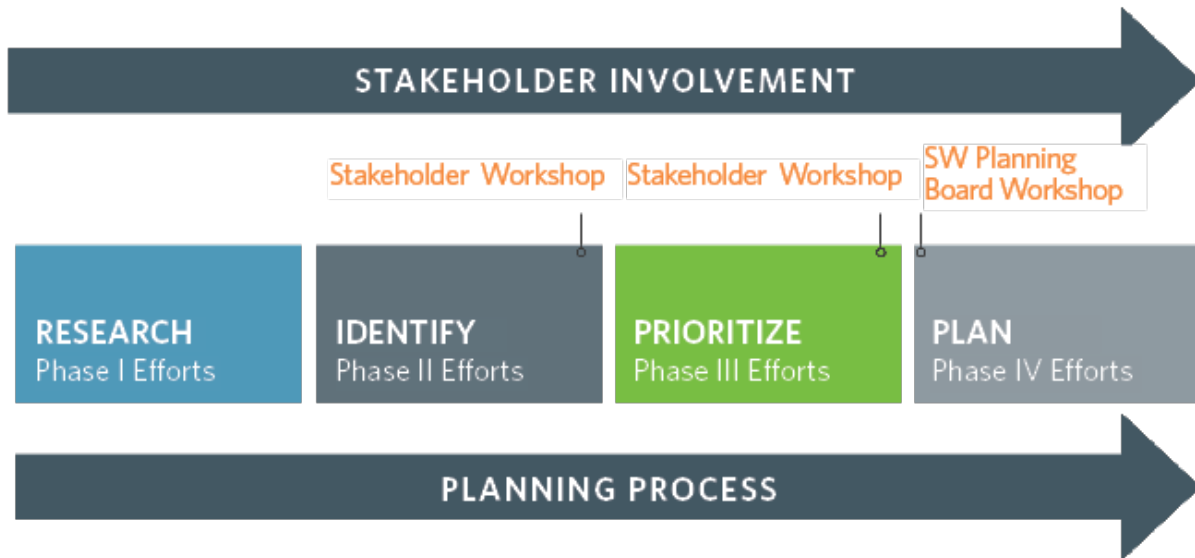 STAKEHOLDER INVOLVEMENT
Stakeholder Workshop
Stakeholder Workshop
SW Planning
Board Workshop
RESEARCH
Phase I Efforts
IDENTIFY
Phase II Efforts
PRIORITIZE
Phase III Efforts
PLAN
Phase IV Efforts
PLANNING PROCESS